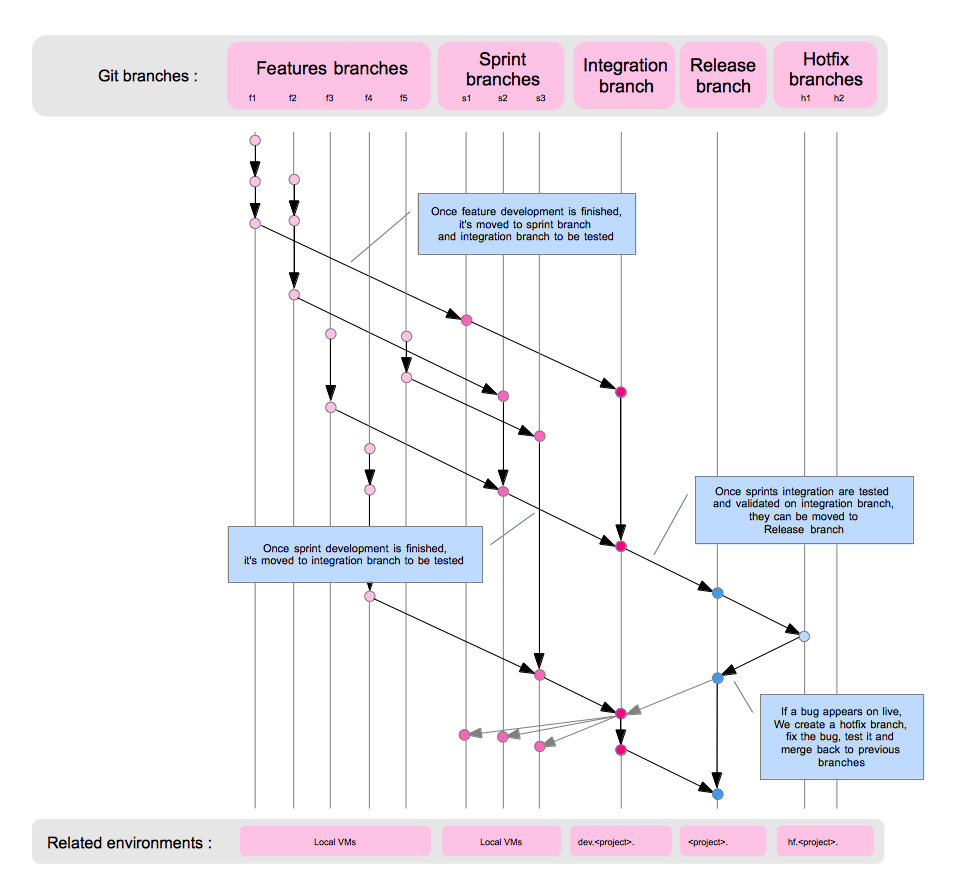 Git branches :
Features branches
f1 f2 f3 f4 f5
Sprint
branches
s1 s2 s3
Integration
branch
Release
branch
Hotfix
branches
h1 h2
Once feature development is finished,
it's moved to sprint branch
and integration branch to be tested
Once sprints integration are tested
and validated on integration branch,
they can be moved to
Release branch
Once sprint development is finished,
it's moved to integration branch to be tested
If a bug appears on live,
We create a hotfix branch,
fix the bug, test it and
merge back to previous
branches
Related environments :
Local VMs
Local VMs
dev.<project>.
<project>.
hf.<project>.